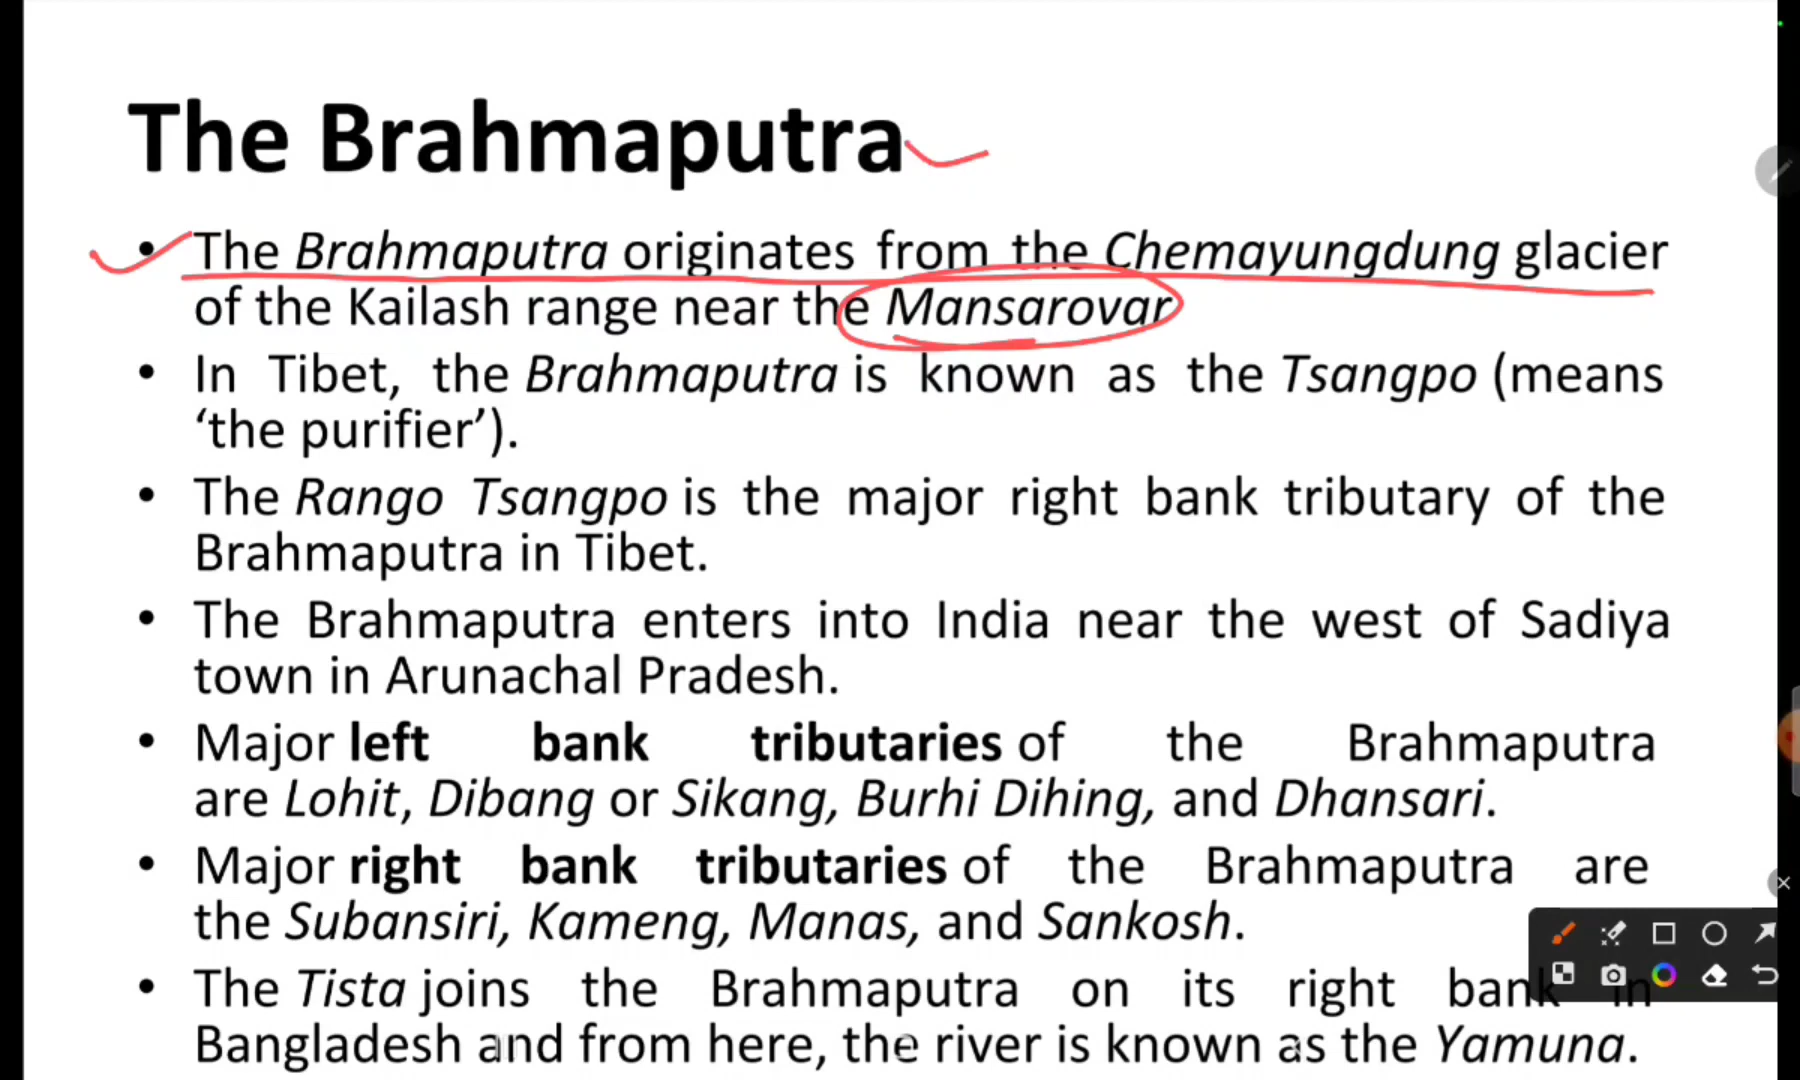 The Brahmaputra
• The Brahmaputra originates from the Chemayungdung glacier
of the Kailash range near the Mansarovar
• In Tibet, the Brahmaputra is known as the Tsangpo (means
‘the purifier’).
• The Rango Tsangpo is the major right bank tributary of the
Brahmaputra in Tibet.
• The Brahmaputra enters into India near the west of Sadiya
town in Arunachal Pradesh.
• Major left bank tributaries of the Brahmaputra
are Lohit, Dibang or Sikang, Burhi Dihing, and Dhansari.
• Major right bank tributaries of the Brahmaputra are
the Subansiri, Kameng, Manas, and Sankosh.
• The Tista joins the Brahmaputra on its right bank in
Bangladesh and from here, the river is known as the Yamuna.